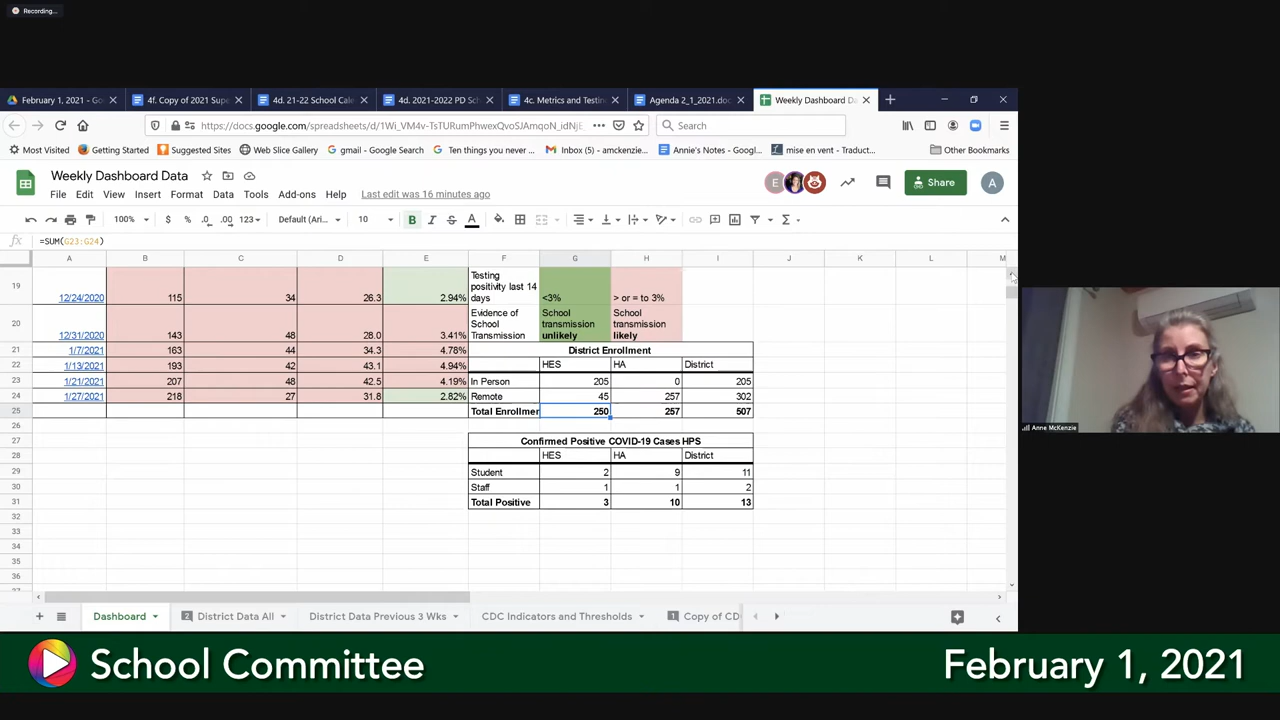 Recording...
February 1, 2021 - Go
4f. Copy of 2021 Supe
4d. 21-22 School Cale
4d. 2021-2022 PD Sch
4c. Metrics and Testin
Agenda 2_1_2021.doc
Weekly Dashboard Da
Search
Most Visited Getting Started Suggested Sites Web Slice Gallery gmail - Google Search Ten things you never ... Inbox (5) - amckenzie... Annie's Notes - Googl... mise en vent - Traduct... Other Bookmarks
Weekly Dashboard Data
File Edit View Insert Format Data Tools Add-ons Help Last edit was 16 minutes ago
E
Share
A
100% $ % .0 .00 123 Default (Ari... 10 B I S A
fx =SUM(G23:G24)
A B C D E F G H I J K L M
19 12/24/2020 115 34 26.3 2.94% Testing positivity last 14 days <3% > or = to 3%
20 12/31/2020 143 48 28.0 3.41% Evidence of School Transmission School transmission unlikely School transmission likely
21 1/7/2021 163 44 34.3 4.78% District Enrollment
22 1/13/2021 193 42 43.1 4.94% HES HA District
23 1/21/2021 207 48 42.5 4.19% In Person 205 0 205
24 1/27/2021 218 27 31.8 2.82% Remote 45 257 302
25 Total Enrollmer 250 257 507
26
27 Confirmed Positive COVID-19 Cases HPS
28 HES HA District
29 Student 2 9 11
30 Staff 1 1 2
31 Total Positive 3 10 13
32
33
34
35
36
Dashboard 2 District Data All District Data Previous 3 Wks CDC Indicators and Thresholds 1 Copy of CD
Anne McKenzie
School Committee
February 1, 2021